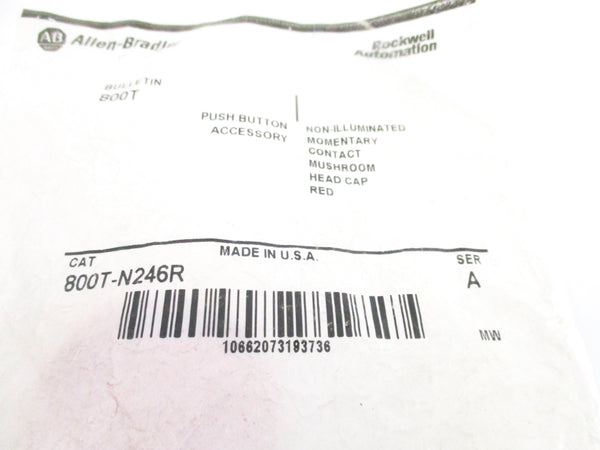 AB Allen-Bradley
Rockwell
Automation
BULLETIN
800T
PUSH BUTTON
ACCESSORY
NON-ILLUMINATED
MOMENTARY
CONTACT
MUSHROOM
HEAD CAP
RED
MADE IN U.S.A.
CAT
SER
800T-N246R
A
10662073193736
MW